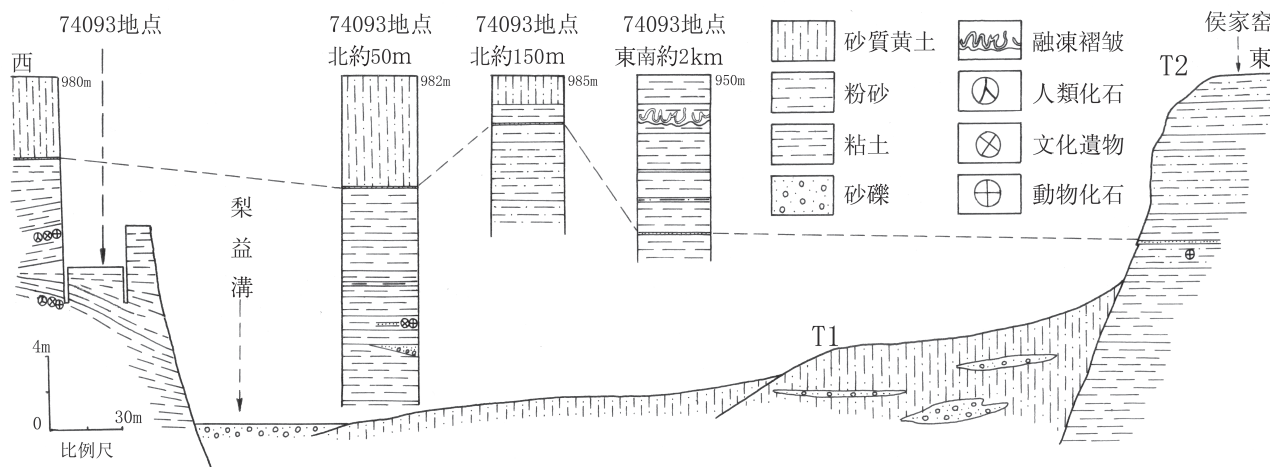 74093地点
西
980m
74093地点
北約50m
982m
74093地点
北約150m
985m
74093地点
東南約2km
950m
砂質黄土
粉砂
粘土
砂礫
融凍褶皱
人類化石
文化遺物
動物化石
侯家窑
東
T2
梨益溝
T1
4m
0
30m
比例尺